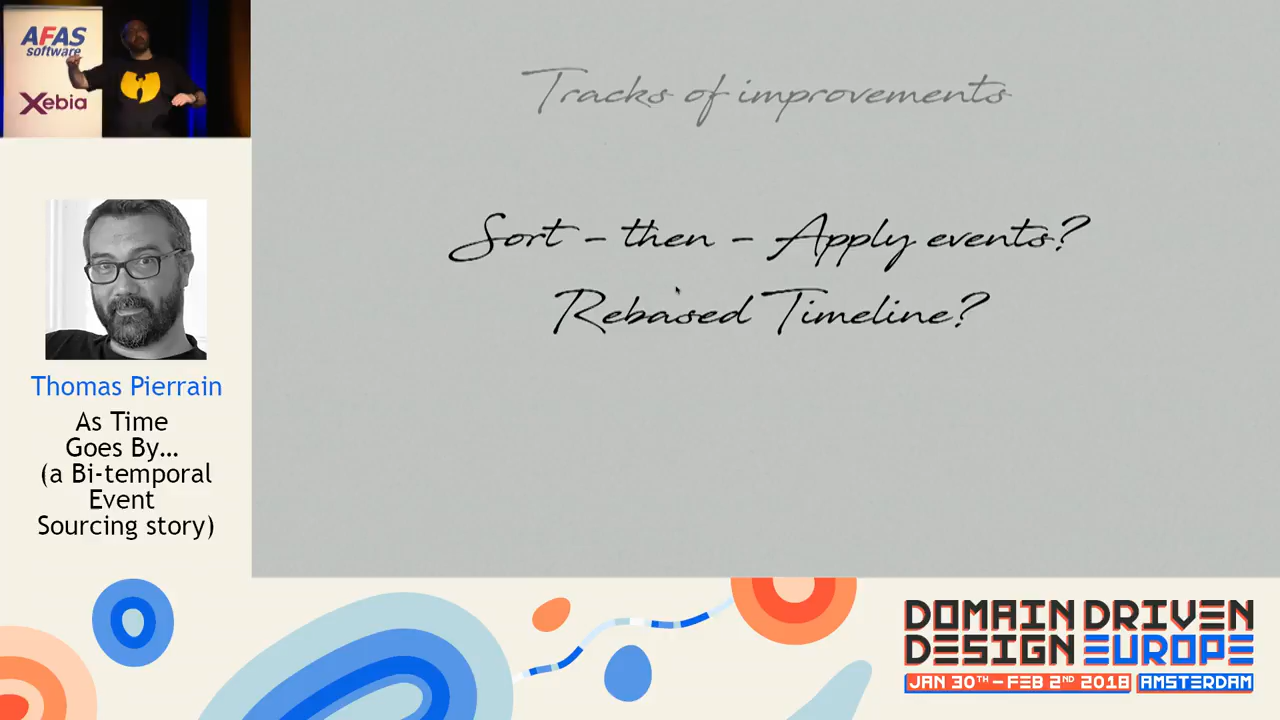 AFAS
software
Xebia
Tracks of improvements
Sort - then - Apply events?
Rebased Timeline?
Thomas Pierrain
As Time
Goes By...
(a Bi-temporal
Event
Sourcing story)
DOMAIN DRIVEN
DESIGN EUROPE
JAN 30TH - FEB 2ND 2018 AMSTERDAM